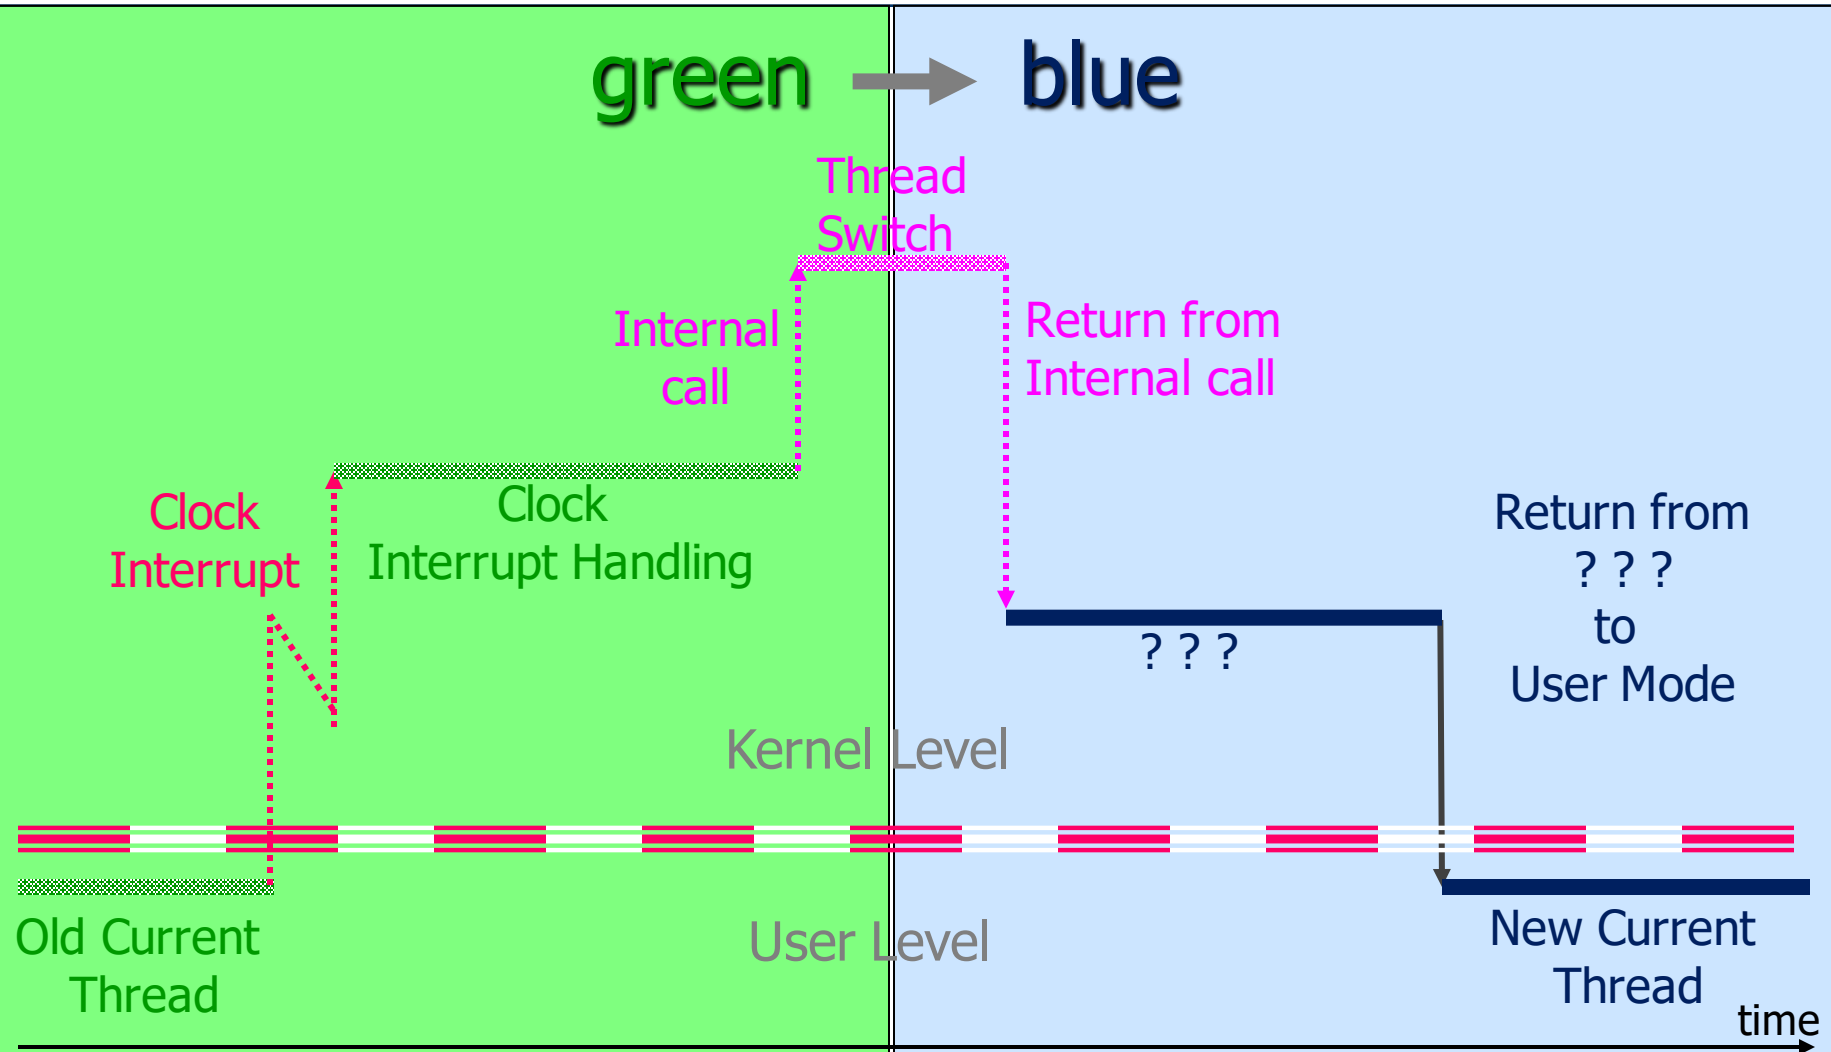 green blue
Thread
Switch
Internal
call
Return from
Internal call
Clock
Interrupt
Clock
Interrupt Handling
Return from
? ? ?
to
User Mode
? ? ?
Kernel Level
Old Current
Thread
User Level
New Current
Thread
time